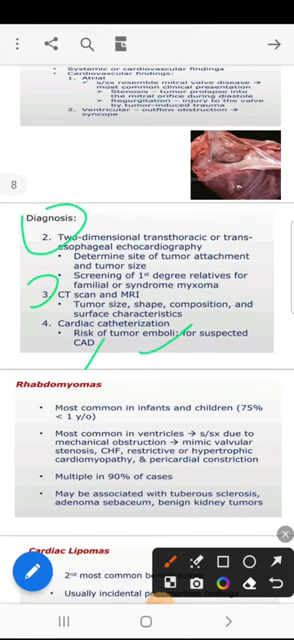 • Systemic or cardiovascular findings
• Cardiovascular findings:
1. Atrial
✓ s/sx resemble mitral valve disease →
most common clinical presentation
➢ Stenosis – tumor prolapse into
the mitral orifice during diastole
➢ Regurgitation – injury to the valve
by tumor-induced trauma
2. Ventricular – outflow obstruction →
syncope
8
Diagnosis:
2. Two-dimensional transthoracic or trans-
esophageal echocardiography
• Determine site of tumor attachment
and tumor size
• Screening of 1st degree relatives for
familial or syndrome myxoma
3. CT scan and MRI
• Tumor size, shape, composition, and
surface characteristics
4. Cardiac catheterization
• Risk of tumor emboli; for suspected
CAD
Rhabdomyomas
• Most common in infants and children (75%
< 1 y/o)
• Most common in ventricles → s/sx due to
mechanical obstruction → mimic valvular
stenosis, CHF, restrictive or hypertrophic
cardiomyopathy, & pericardial constriction
• Multiple in 90% of cases
• May be associated with tuberous sclerosis,
adenoma sebaceum, benign kidney tumors
Cardiac Lipomas
2nd most common
• Usually incidental